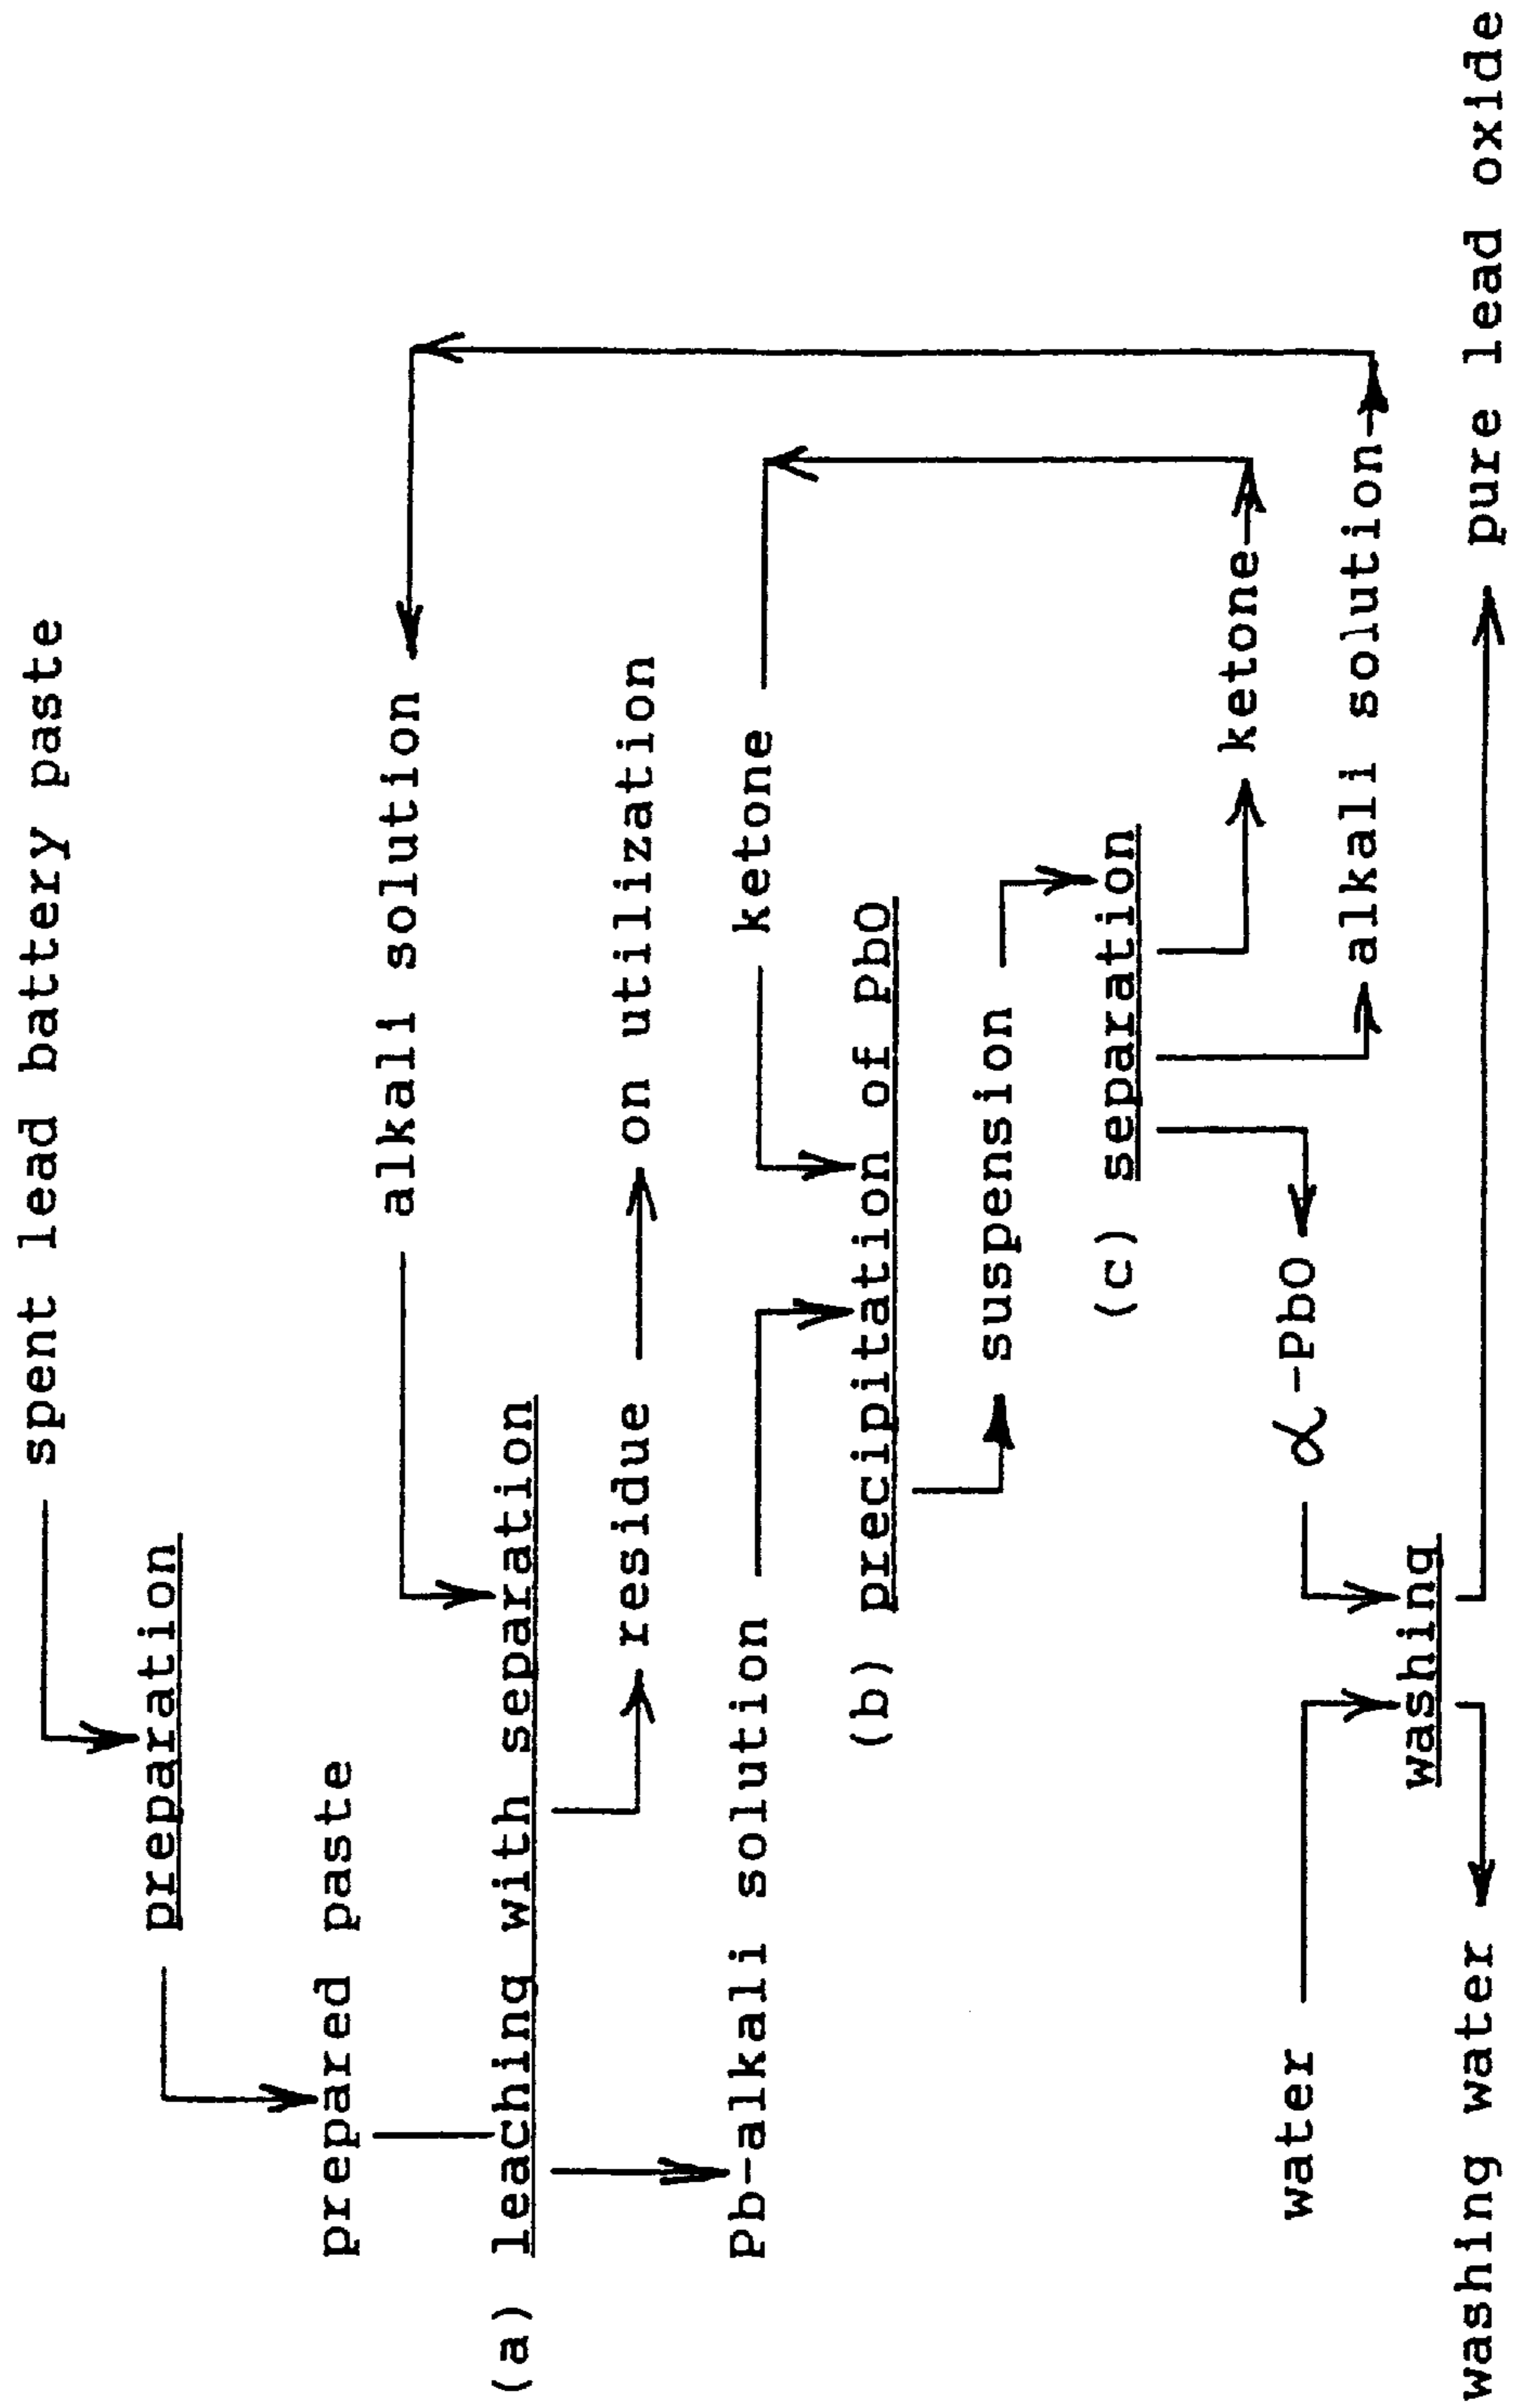 spent lead battery paste
preparation
prepared paste
alkali solution
(a) leaching with separation
residue on utilization
Pb-alkali solution ketone
(b) precipitation of PbO
suspension
(c) separation
ketone
water α-PbO
alkali solution
washing
washing water pure lead oxide